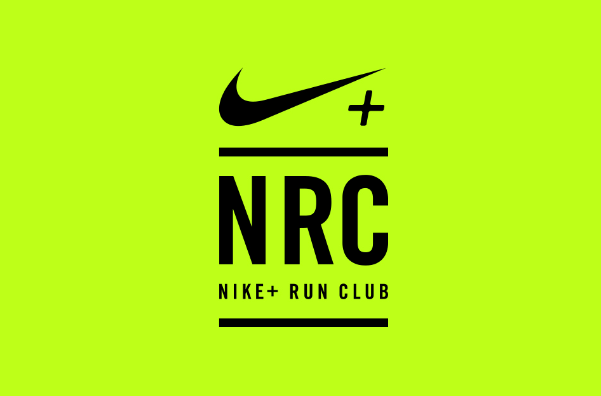 +
NRC
NIKE+ RUN CLUB